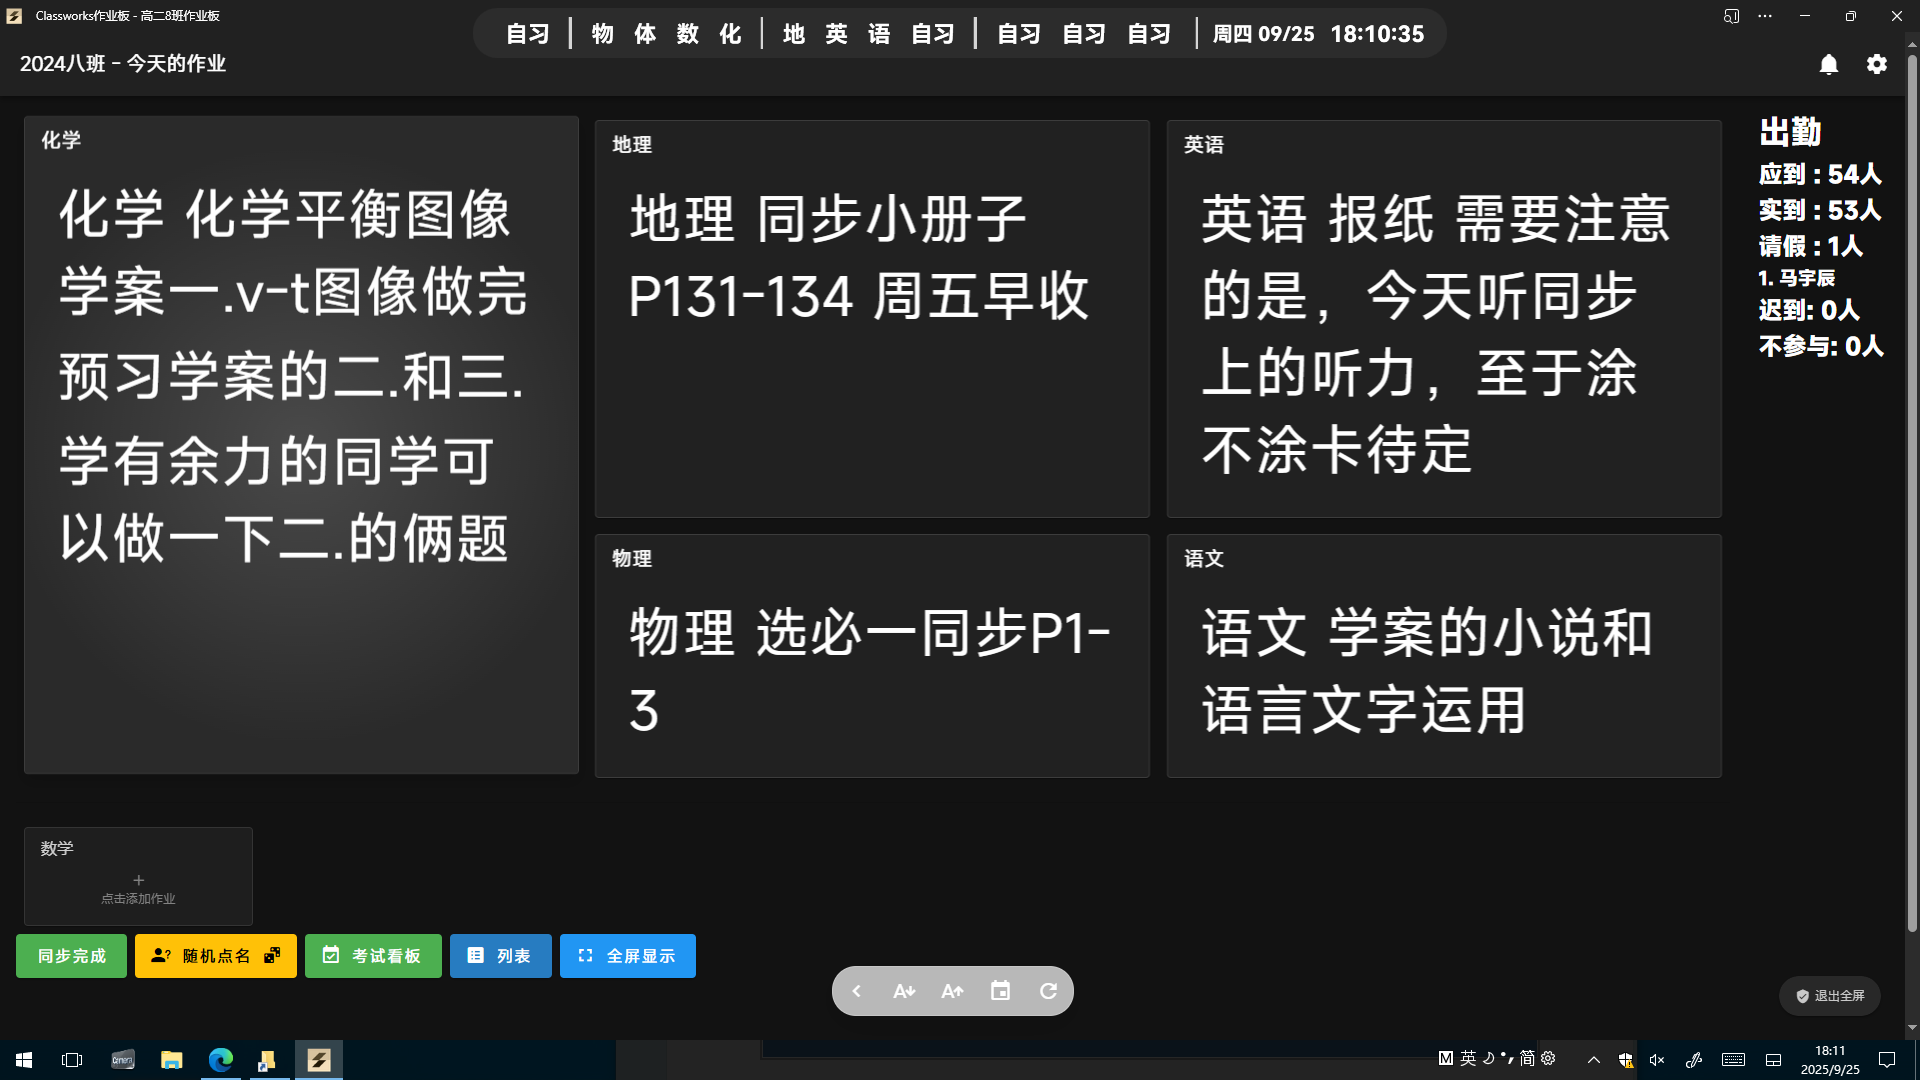 Classworks作业板 - 高二8班作业板
自习 | 物 体 数 化 | 地 英 语 自习 | 自习 自习 自习 | 周四 09/25 18:10:35
2024八班 - 今天的作业
化学
化学 化学平衡图像
学案一.v-t图像做完
预习学案的二.和三.
学有余力的同学可
以做一下二.的俩题
地理
地理 同步小册子
P131-134 周五早收
英语
英语 报纸 需要注意
的是，今天听同步
上的听力，至于涂
不涂卡待定
物理
物理 选必一同步P1-
3
语文
语文 学案的小说和
语言文字运用
出勤
应到 : 54人
实到 : 53人
请假 : 1人
1. 马宇辰
迟到: 0人
不参与: 0人
数学
点击添加作业
同步完成
随机点名
考试看板
列表
全屏显示
退出全屏
M 英 简
18:11
2025/9/25